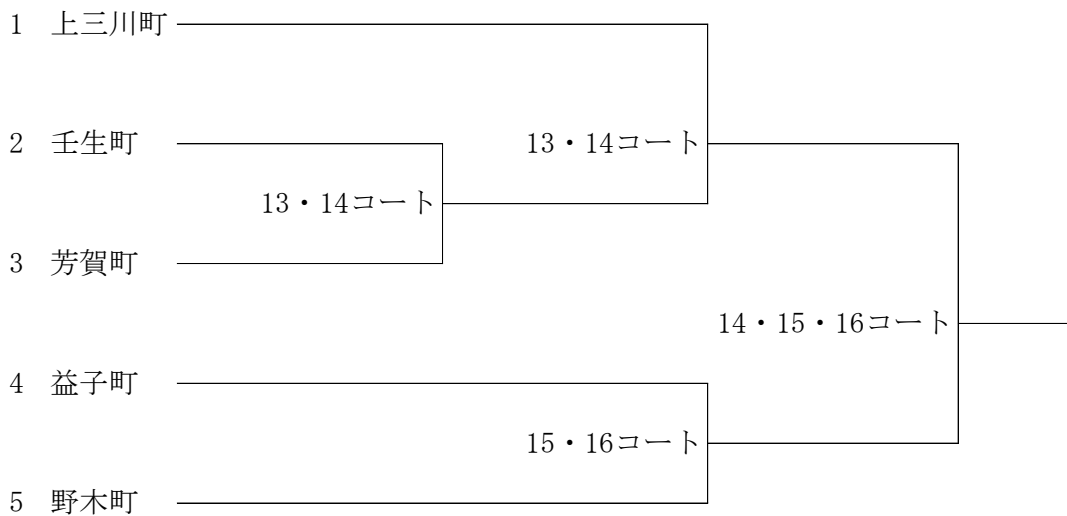 1 上三川町
2 壬生町
13・14コート
13・14コート
3 芳賀町
14・15・16コート
4 益子町
15・16コート
5 野木町